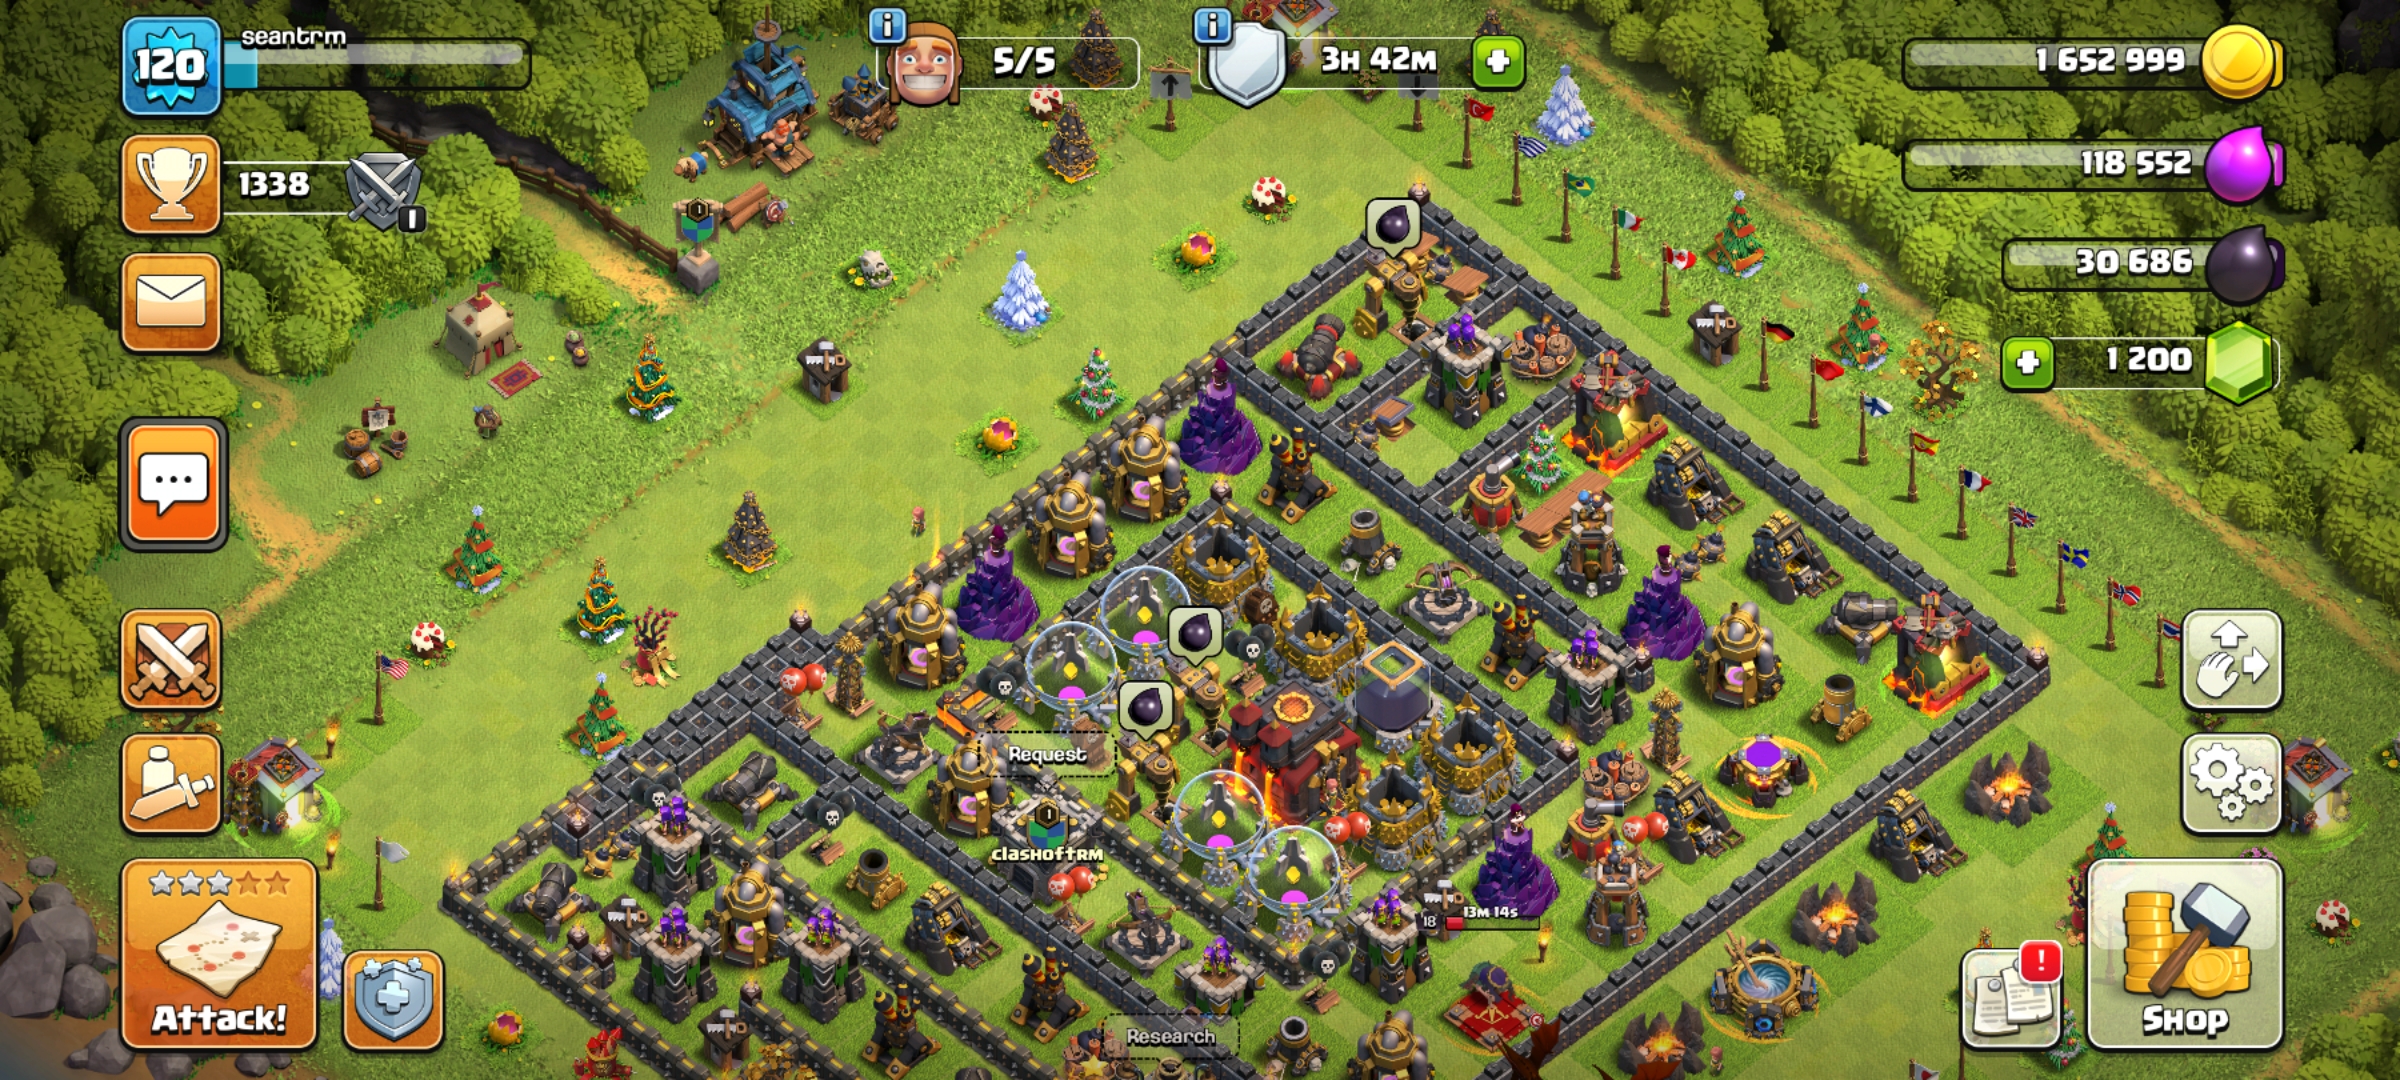 120
seantrm
5/5
3h 42m
1 652 999
1338
I
118 552
30 686
1 200
Request
clashoftrm
13m 14s
18
Attack!
Research
!
Shop